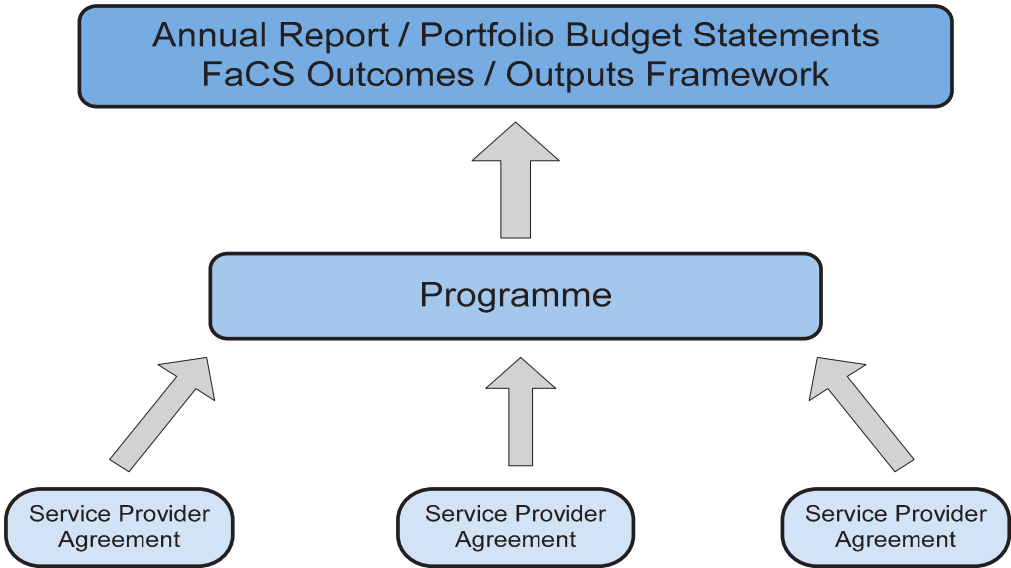 Annual Report / Portfolio Budget Statements
FaCS Outcomes / Outputs Framework
Programme
Service Provider
Agreement
Service Provider
Agreement
Service Provider
Agreement